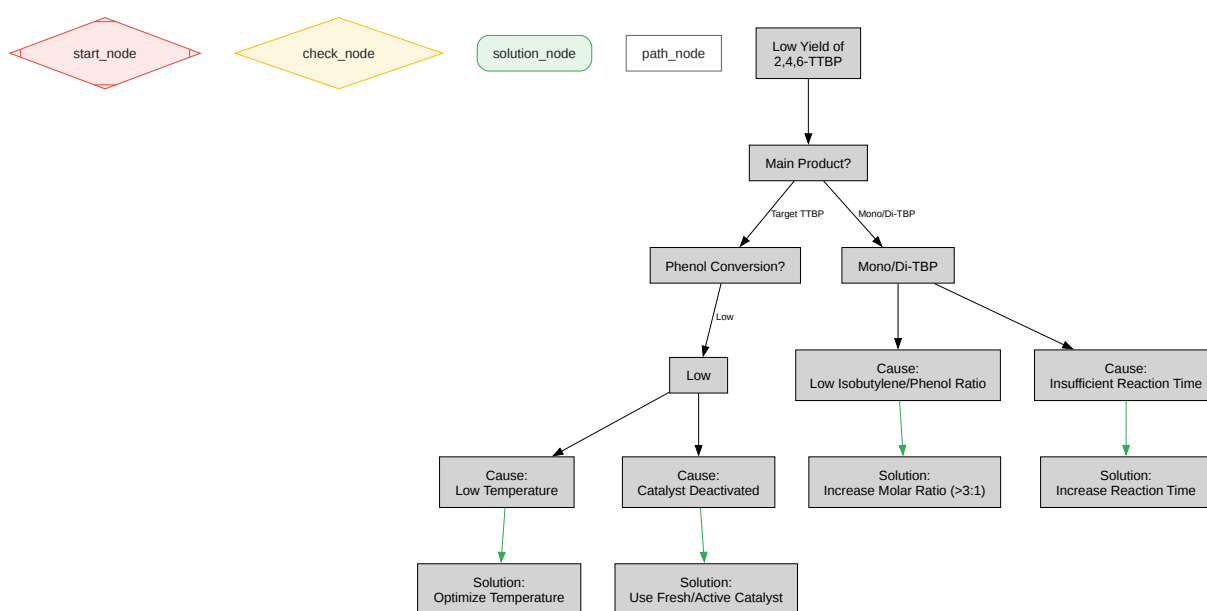 start_node
check_node
solution_node
path_node
Low Yield of
2,4,6-TTBP
Main Product?
Target TTBP
Mono/Di-TBP
Phenol Conversion?
Mono/Di-TBP
Low
Low
Cause:
Low Isobutylene/Phenol Ratio
Cause:
Insufficient Reaction Time
Cause:
Low Temperature
Cause:
Catalyst Deactivated
Solution:
Increase Molar Ratio (>3:1)
Solution:
Increase Reaction Time
Solution:
Optimize Temperature
Solution:
Use Fresh/Active Catalyst